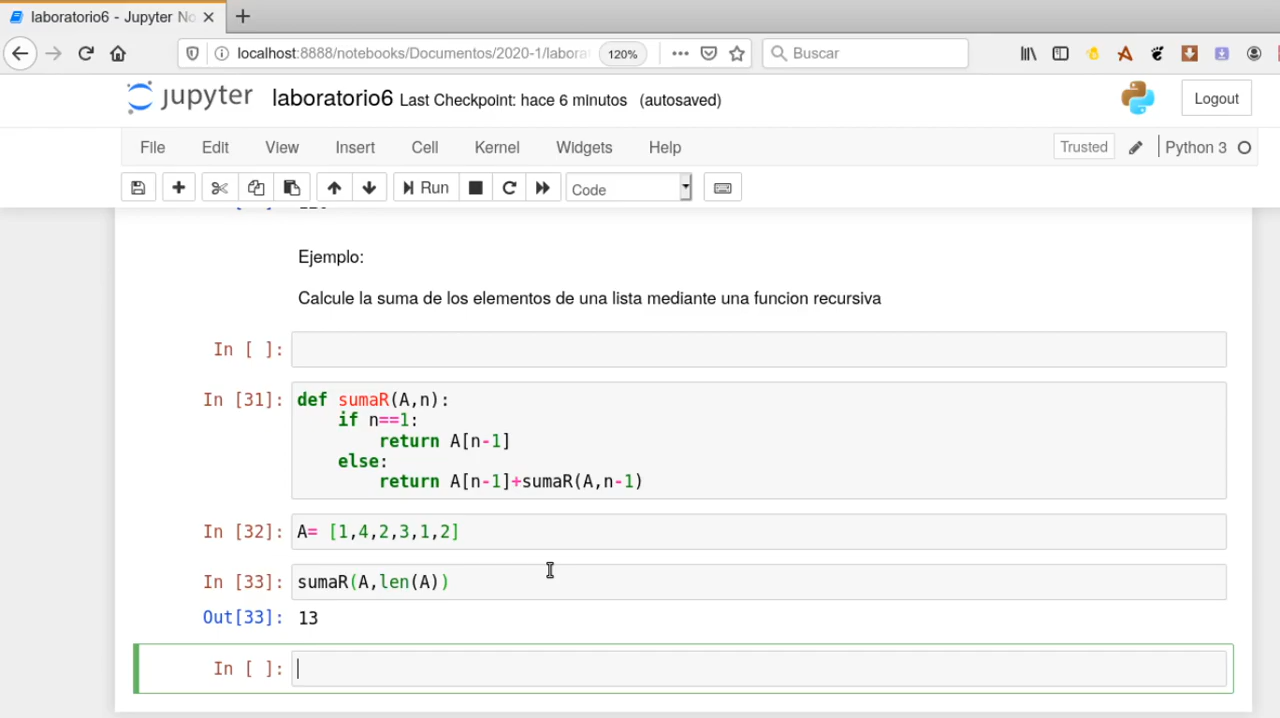 laboratorio6 - Jupyter No
localhost:8888/notebooks/Documentos/2020-1/labora
120%
Buscar
jupyter
laboratorio6 Last Checkpoint: hace 6 minutos (autosaved)
Logout
File Edit View Insert Cell Kernel Widgets Help
Trusted
Python 3
Run
Code
Ejemplo:
Calcule la suma de los elementos de una lista mediante una funcion recursiva
In [ ]:
In [31]: def sumaR(A,n):
if n==1:
return A[n-1]
else:
return A[n-1]+sumaR(A,n-1)
In [32]: A= [1,4,2,3,1,2]
In [33]: sumaR(A,len(A))
Out[33]: 13
In [ ]: